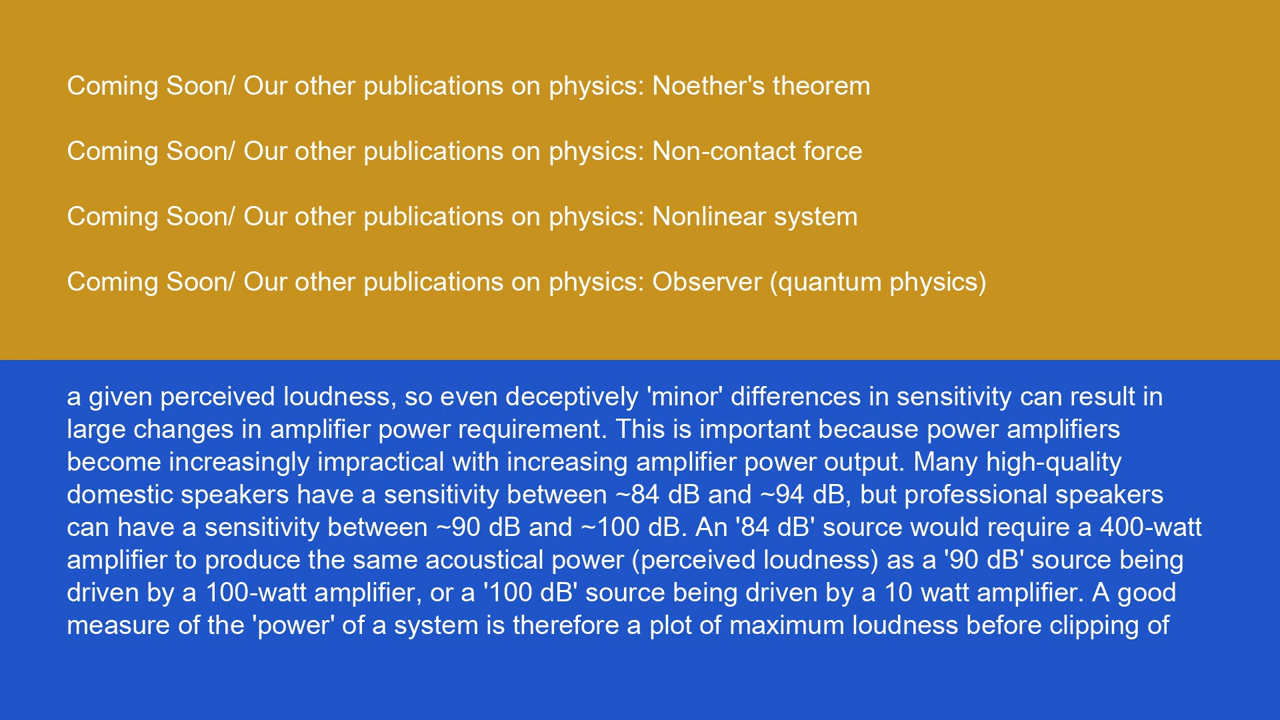 Coming Soon/ Our other publications on physics: Noether's theorem
Coming Soon/ Our other publications on physics: Non-contact force
Coming Soon/ Our other publications on physics: Nonlinear system
Coming Soon/ Our other publications on physics: Observer (quantum physics)
a given perceived loudness, so even deceptively 'minor' differences in sensitivity can result in
large changes in amplifier power requirement. This is important because power amplifiers
become increasingly impractical with increasing amplifier power output. Many high-quality
domestic speakers have a sensitivity between ~84 dB and ~94 dB, but professional speakers
can have a sensitivity between ~90 dB and ~100 dB. An '84 dB' source would require a 400-watt
amplifier to produce the same acoustical power (perceived loudness) as a '90 dB' source being
driven by a 100-watt amplifier, or a '100 dB' source being driven by a 10 watt amplifier. A good
measure of the 'power' of a system is therefore a plot of maximum loudness before clipping of